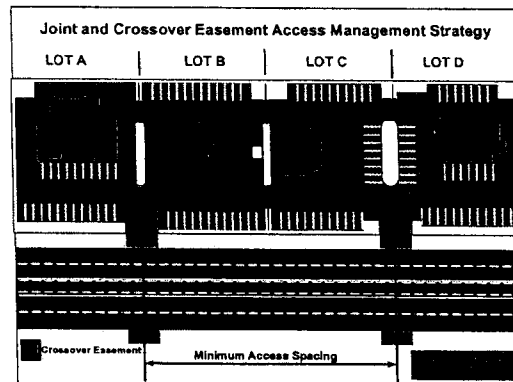 Joint and Crossover Easement Access Management Strategy
LOT A LOT B LOT C LOT D
Crossover Easement
Minimum Access Spacing